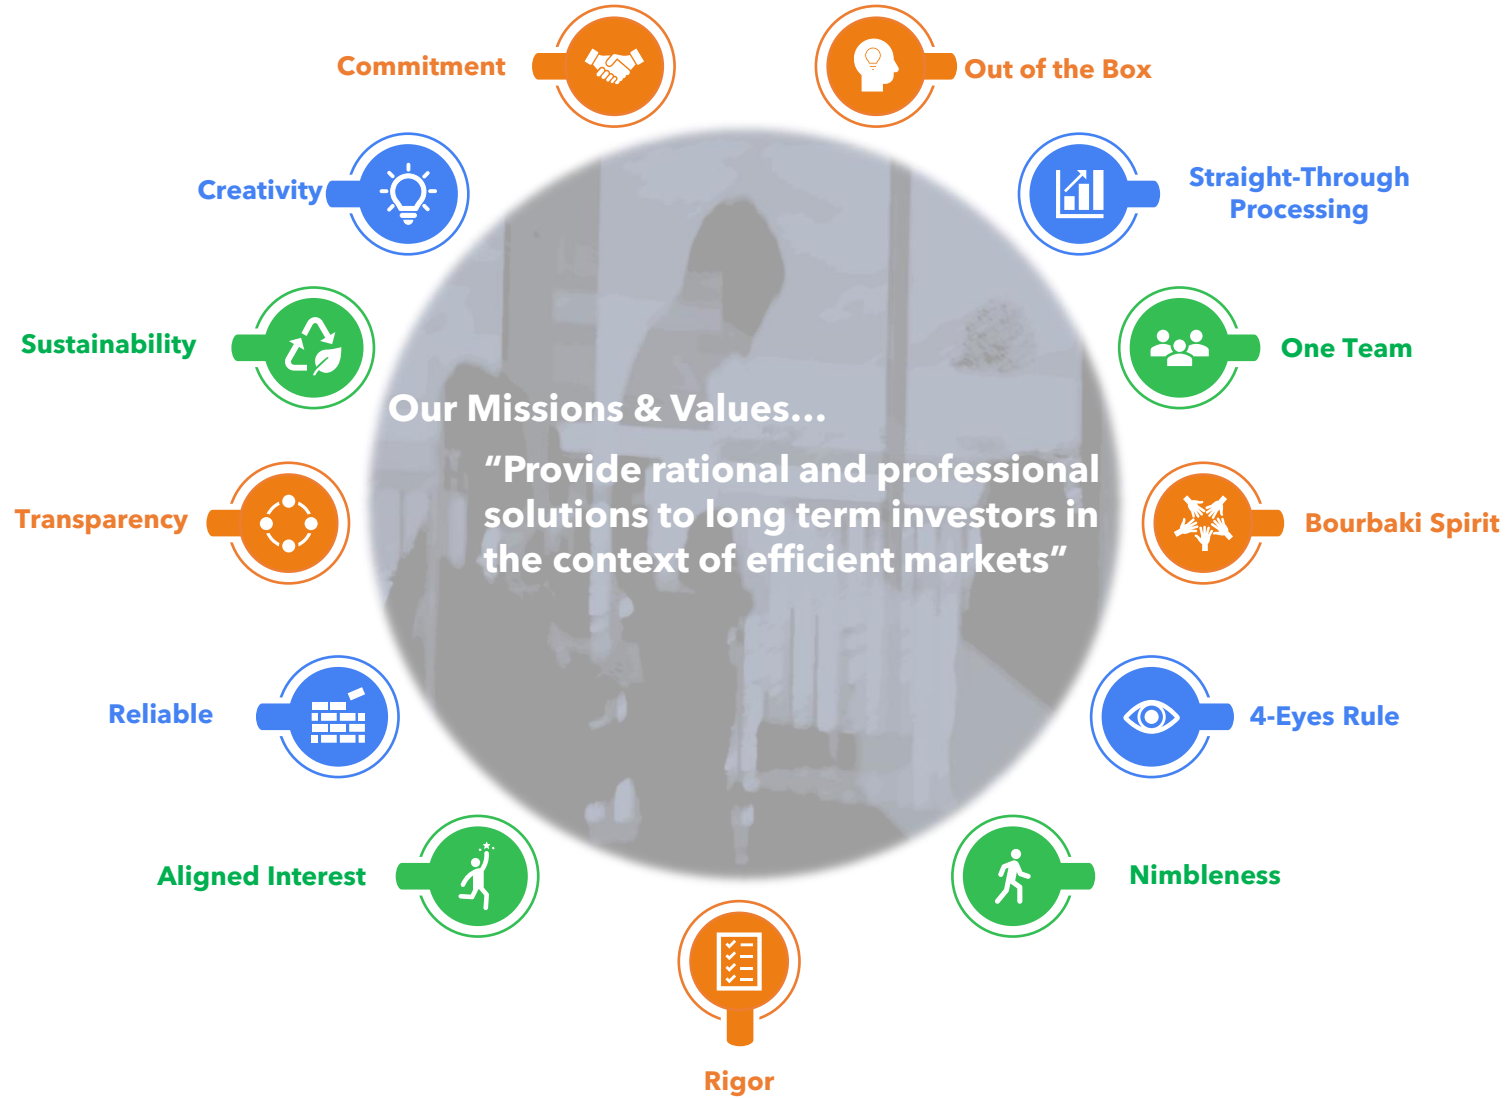 Commitment
Out of the Box
Creativity
Straight-Through
Processing
Sustainability
One Team
Our Missions & Values...
“Provide rational and professional
solutions to long term investors in
the context of efficient markets”
Transparency
Bourbaki Spirit
Reliable
4-Eyes Rule
Aligned Interest
Nimbleness
Rigor